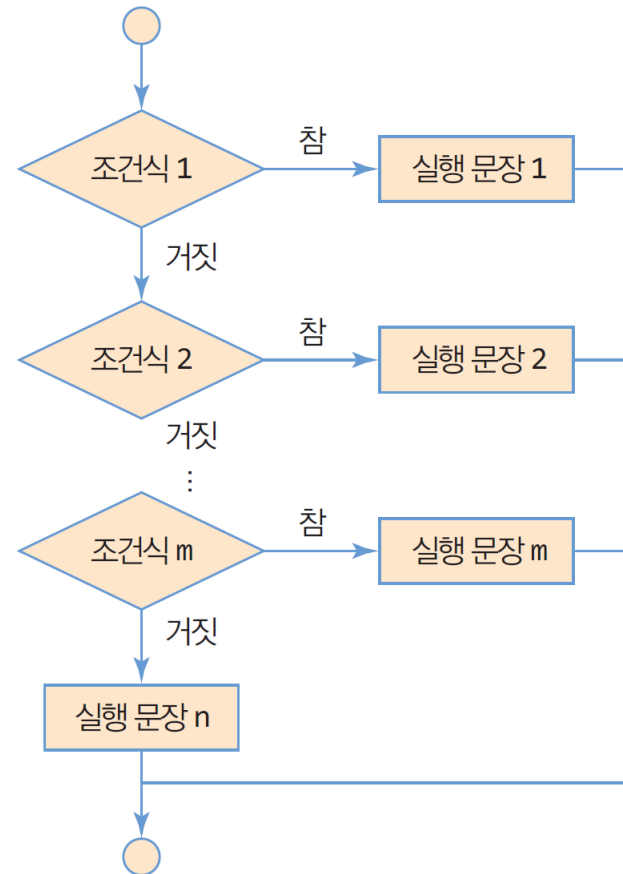 조건식 1
참
실행 문장 1
거짓
조건식 2
참
실행 문장 2
거짓
⋮
조건식 m
참
실행 문장 m
거짓
실행 문장 n